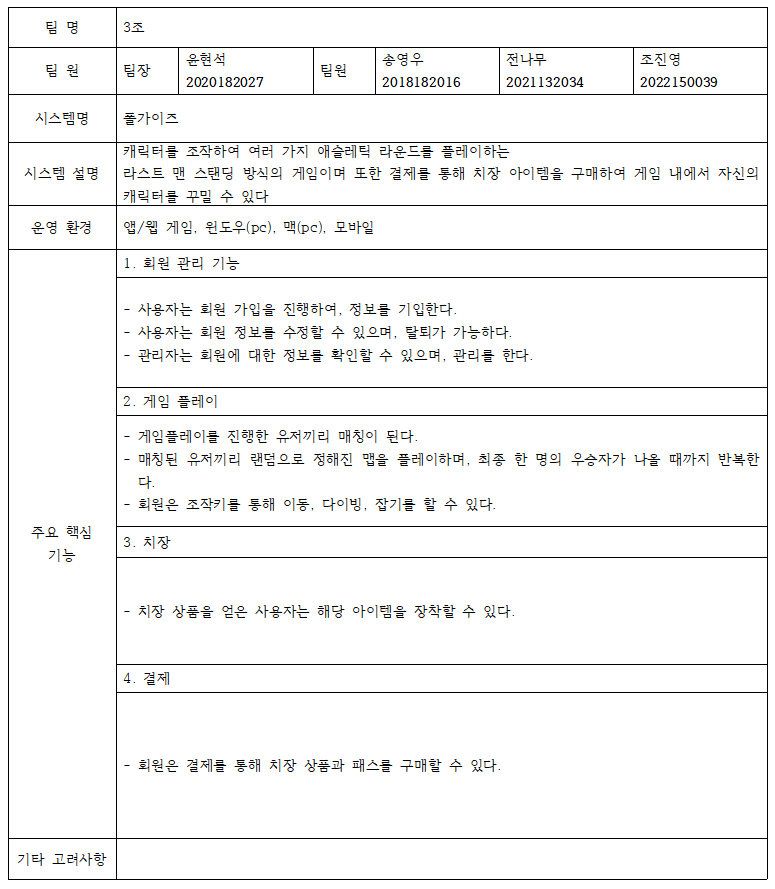 팀 명
3조
팀 원
팀장
윤현석
2020182027
팀원
송영우
2018182016
전나무
2021132034
조진영
2022150039
시스템명
폴가이즈
시스템 설명
캐릭터를 조작하여 여러 가지 애슬레틱 라운드를 플레이하는
라스트 맨 스탠딩 방식의 게임이며 또한 결제를 통해 치장 아이템을 구매하여 게임 내에서 자신의
캐릭터를 꾸밀 수 있다
운영 환경
앱/웹 게임, 윈도우(pc), 맥(pc), 모바일
주요 핵심
기능
1. 회원 관리 기능
- 사용자는 회원 가입을 진행하여, 정보를 기입한다.
- 사용자는 회원 정보를 수정할 수 있으며, 탈퇴가 가능하다.
- 관리자는 회원에 대한 정보를 확인할 수 있으며, 관리를 한다.
2. 게임 플레이
- 게임플레이를 진행한 유저끼리 매칭이 된다.
- 매칭된 유저끼리 랜덤으로 정해진 맵을 플레이하며, 최종 한 명의 우승자가 나올 때까지 반복한
다.
- 회원은 조작키를 통해 이동, 다이빙, 잡기를 할 수 있다.
3. 치장
- 치장 상품을 얻은 사용자는 해당 아이템을 장착할 수 있다.
4. 결제
- 회원은 결제를 통해 치장 상품과 패스를 구매할 수 있다.
기타 고려사항